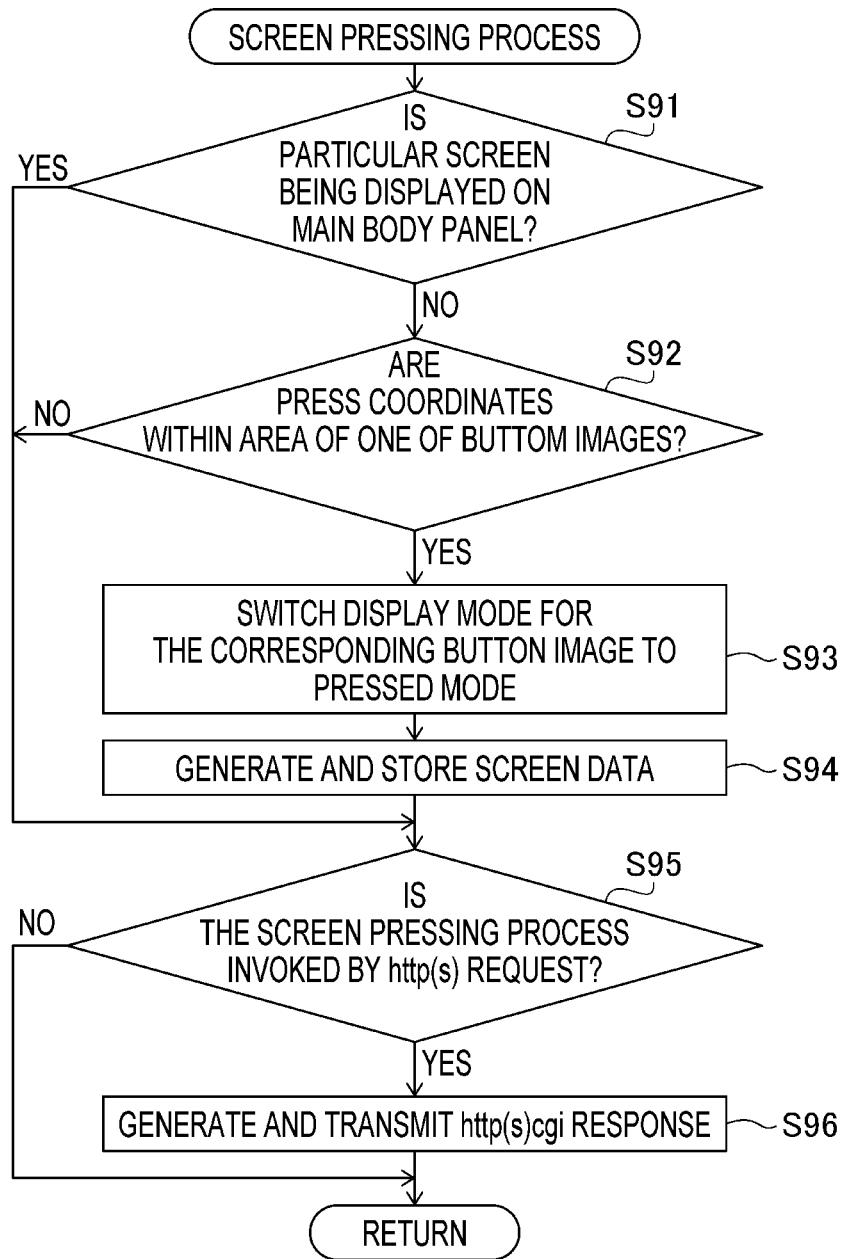 SCREEN PRESSING PROCESS
S91
IS
PARTICULAR SCREEN
BEING DISPLAYED ON
MAIN BODY PANEL?
YES
NO
S92
ARE
PRESS COORDINATES
WITHIN AREA OF ONE OF BUTTOM IMAGES?
NO
YES
SWITCH DISPLAY MODE FOR
THE CORRESPONDING BUTTON IMAGE TO
PRESSED MODE
S93
GENERATE AND STORE SCREEN DATA
S94
S95
IS
THE SCREEN PRESSING PROCESS
INVOKED BY http(s) REQUEST?
NO
YES
GENERATE AND TRANSMIT http(s)cgi RESPONSE
S96
RETURN